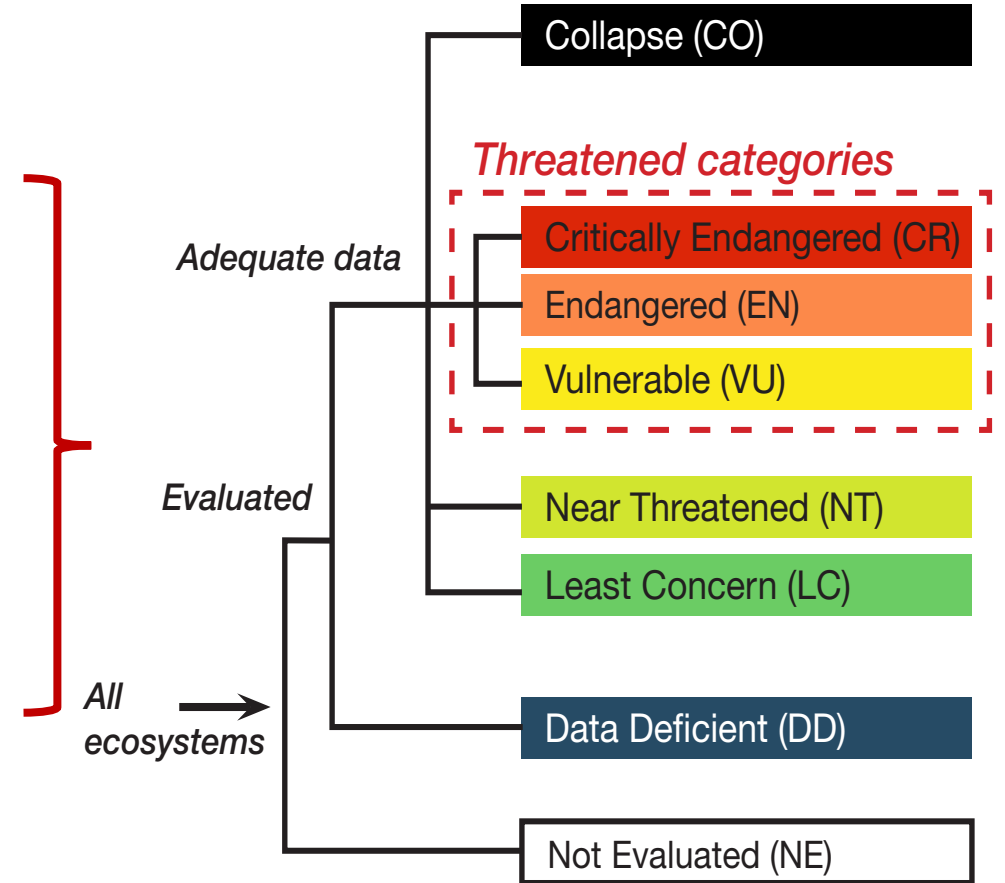 Collapse (CO)
Threatened categories
Critically Endangered (CR)
Adequate data
Endangered (EN)
Vulnerable (VU)
Evaluated
Near Threatened (NT)
Least Concern (LC)
All
ecosystems
Data Deficient (DD)
Not Evaluated (NE)